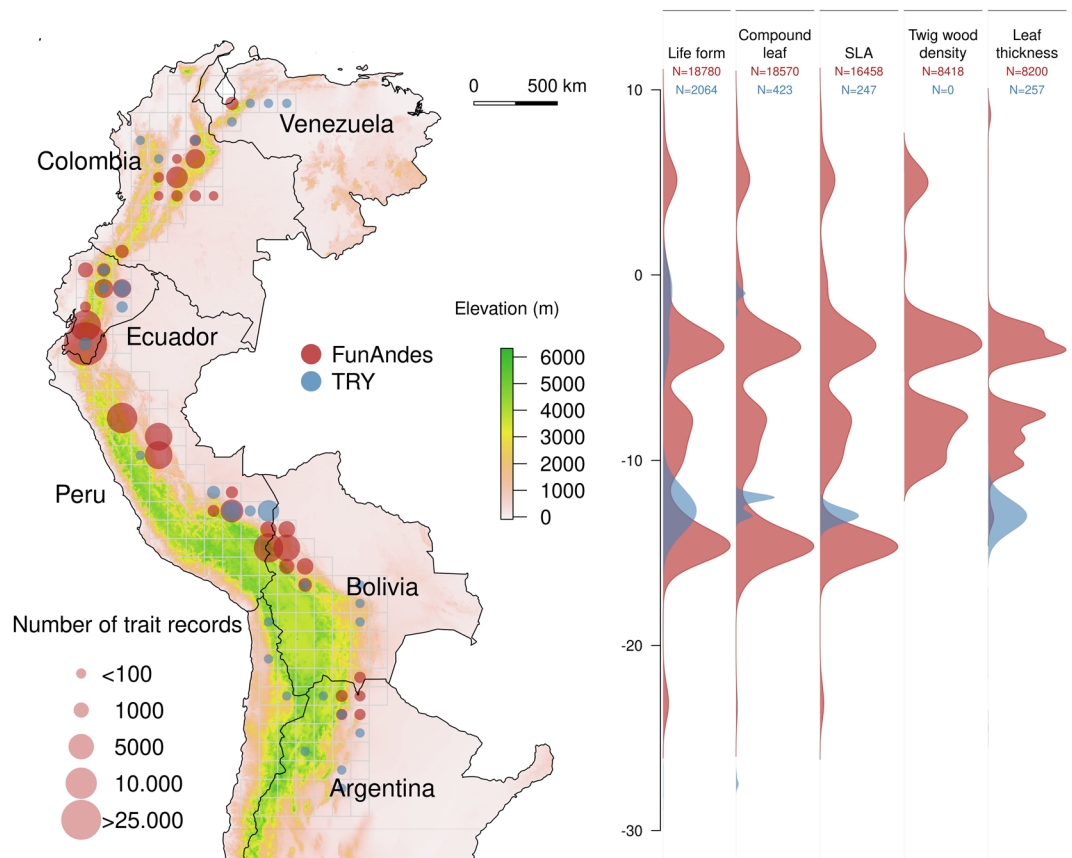 0 500 km
Venezuela
Colombia
Ecuador
Elevation (m)
FunAndes
TRY
6000
5000
4000
3000
2000
1000
0
Peru
Bolivia
Number of trait records
<100
1000
5000
10.000
>25.000
Argentina
Life form
N=18780
N=2064
Compound
leaf
N=18570
N=423
SLA
N=16458
N=247
Twig wood
density
N=8418
N=0
Leaf
thickness
N=8200
N=257
10
0
-10
-20
-30